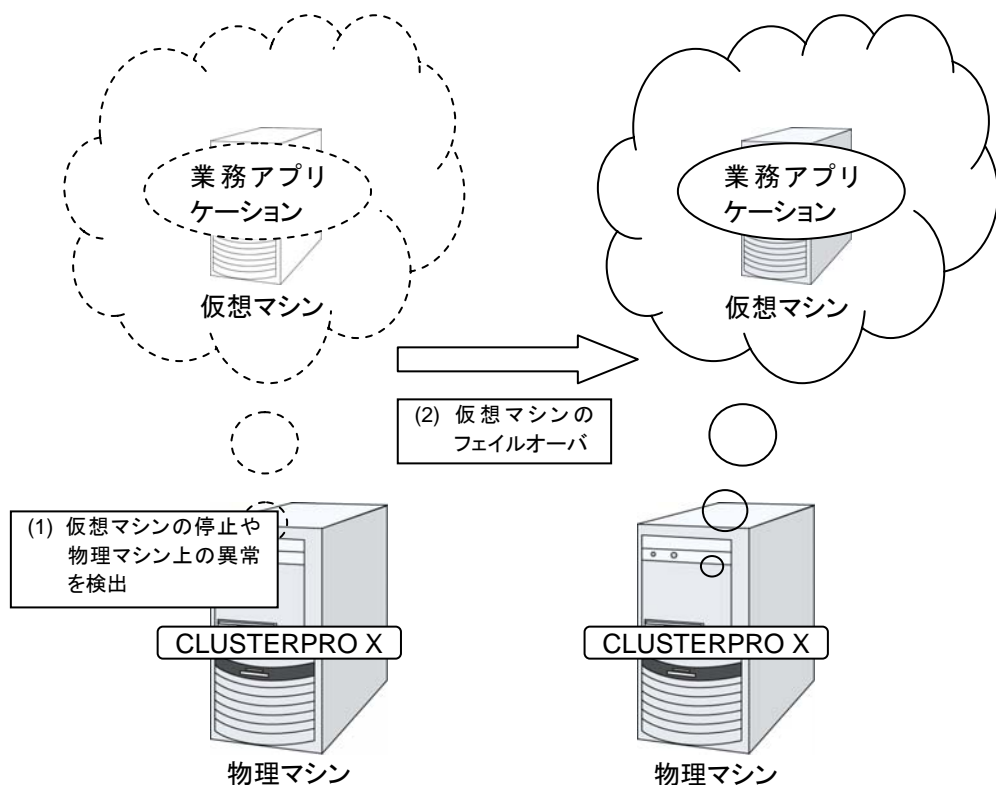 業務アプリ
ケーション
仮想マシン
業務アプリ
ケーション
仮想マシン
(2) 仮想マシンの
フェイルオーバ
(1) 仮想マシンの停止や
物理マシン上の異常
を検出
CLUSTERPRO X
CLUSTERPRO X
物理マシン
物理マシン